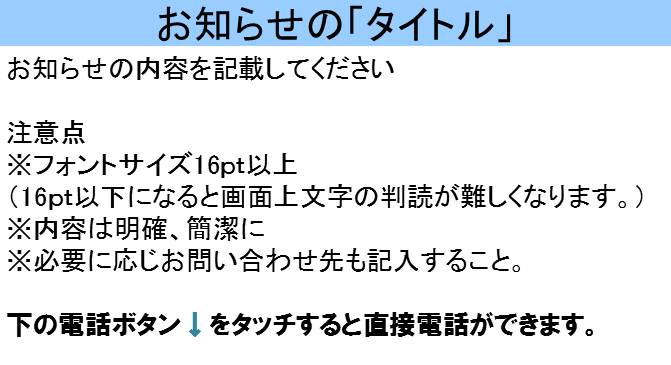 お知らせの「タイトル」
お知らせの内容を記載してください
注意点
※フォントサイズ16pt以上
（16pt以下になると画面上文字の判読が難しくなります。）
※内容は明確、簡潔に
※必要に応じお問い合わせ先も記入すること。
下の電話ボタン↓をタッチすると直接電話ができます。